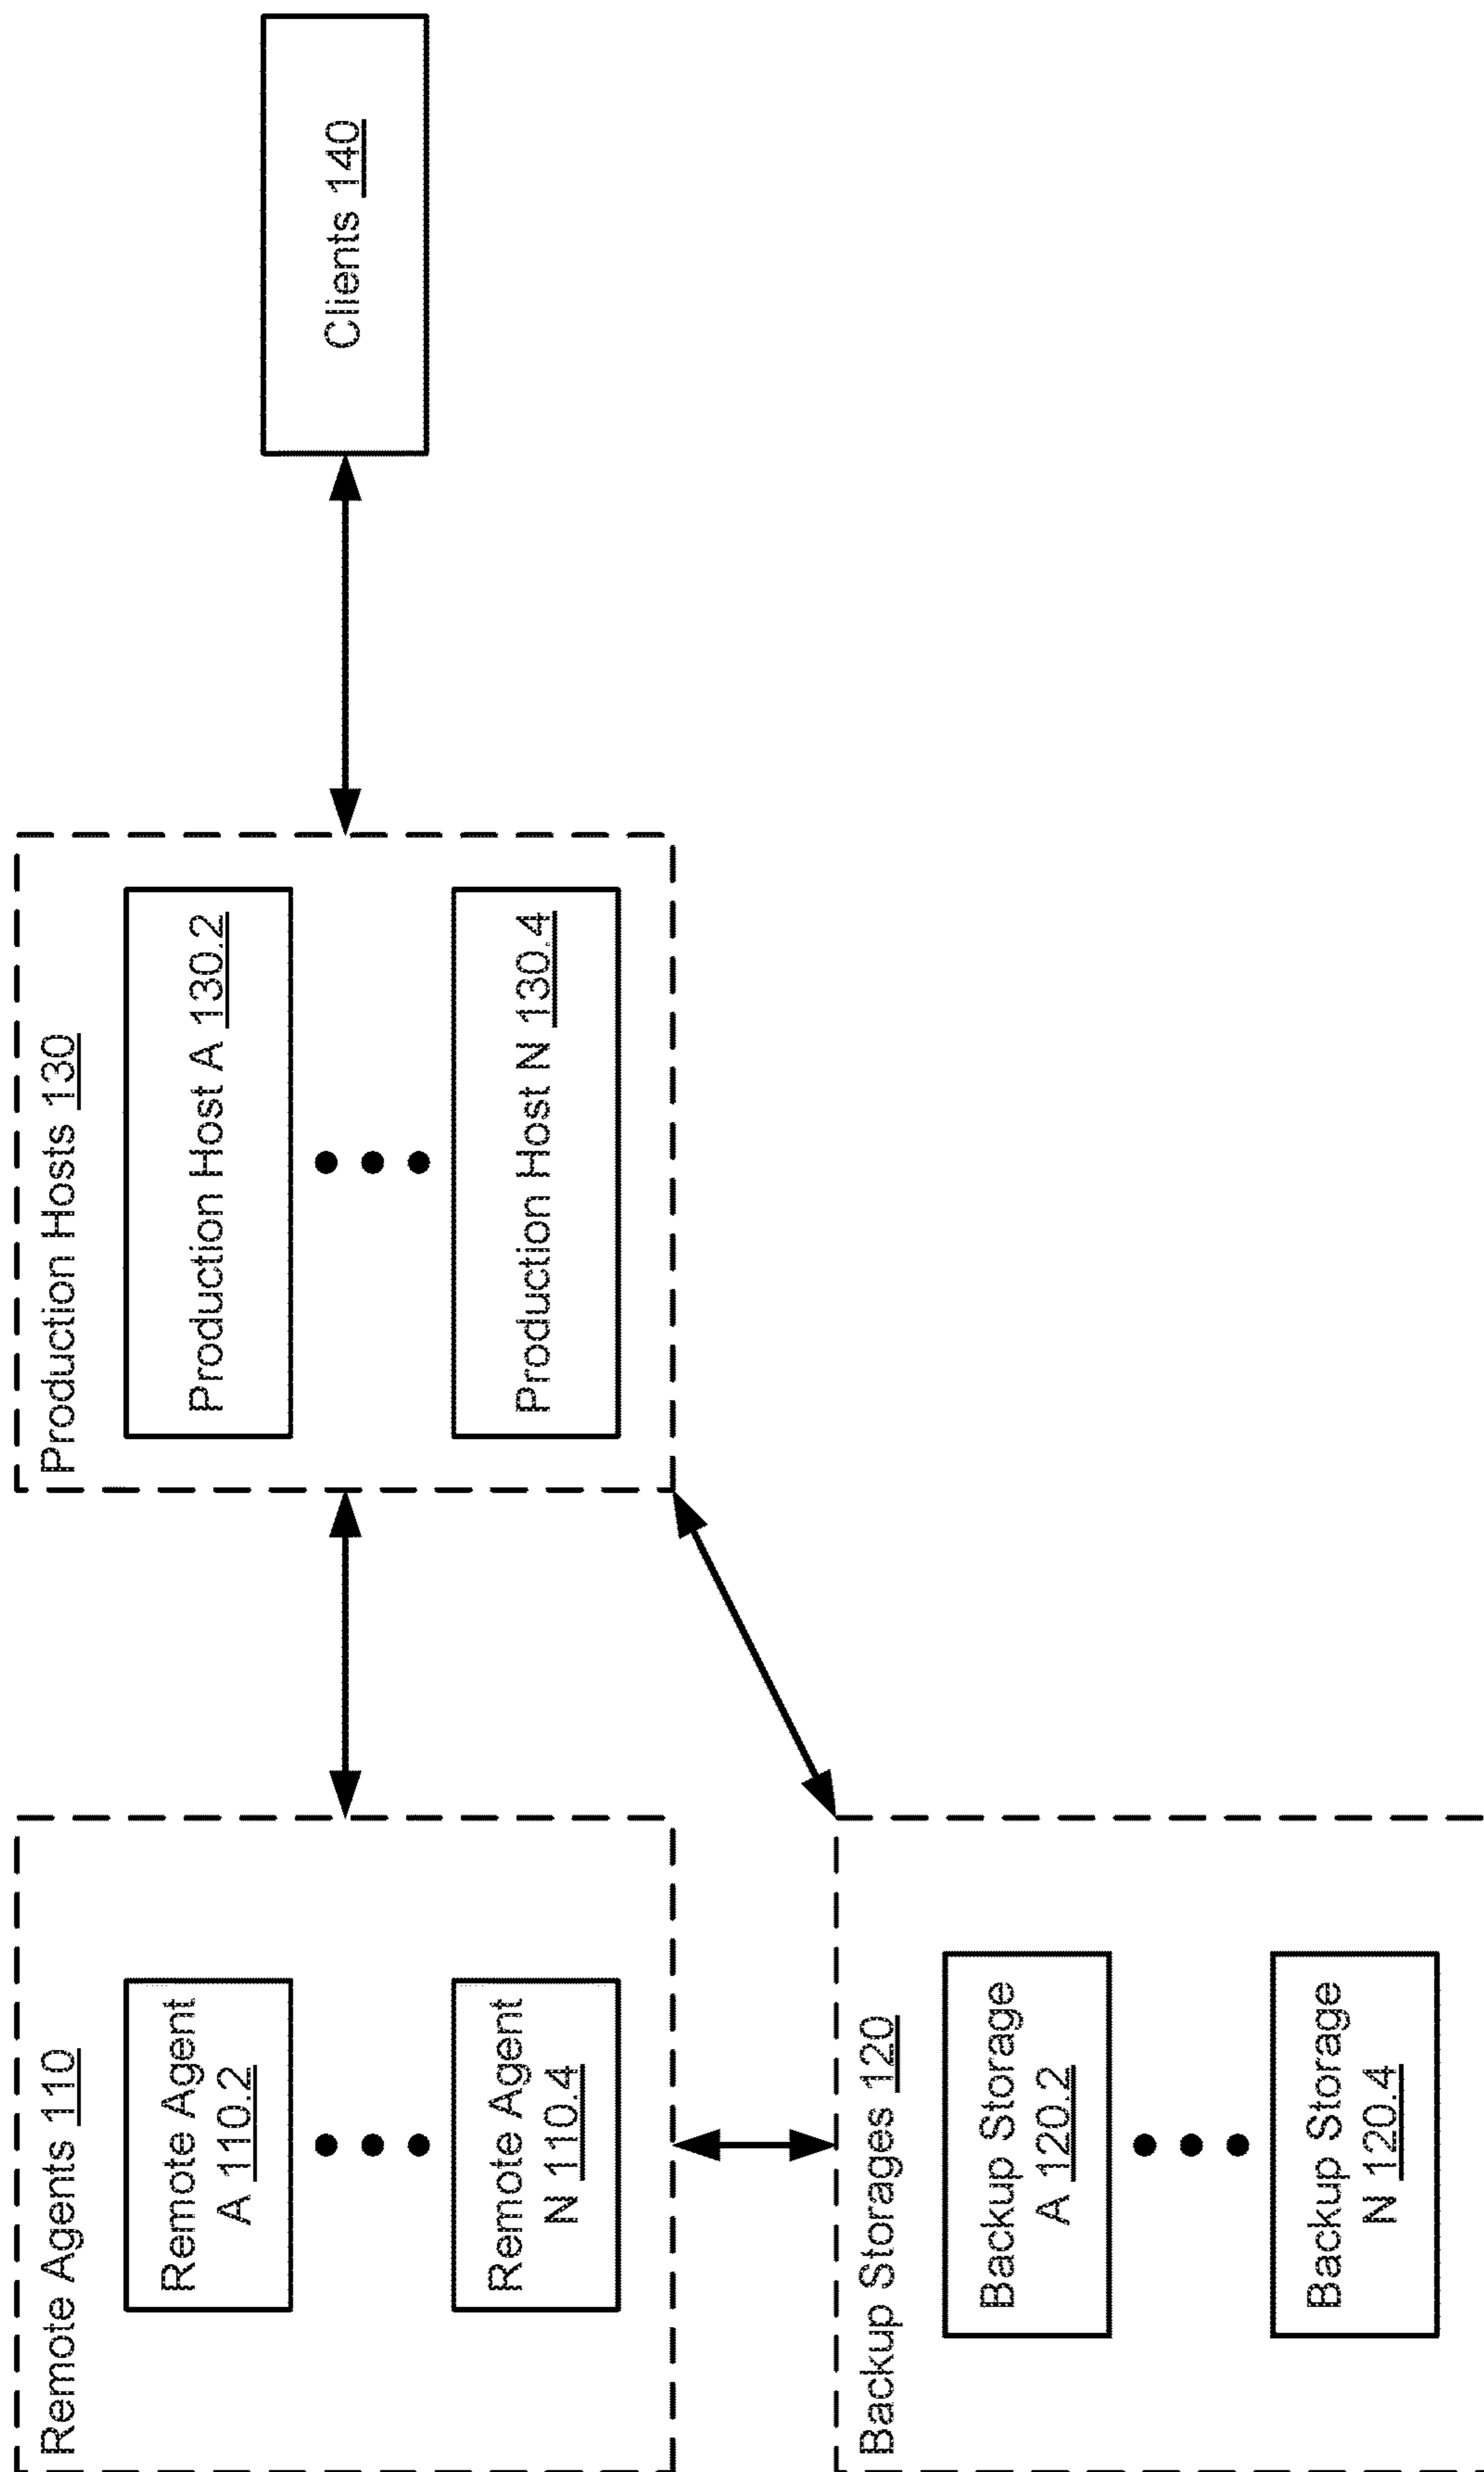 Remote Agents 110
Remote Agent
A 110.2
Remote Agent
N 110.4
Production Hosts 130
Production Host A 130.2
Production Host N 130.4
Clients 140
Backup Storages 120
Backup Storage
A 120.2
Backup Storage
N 120.4